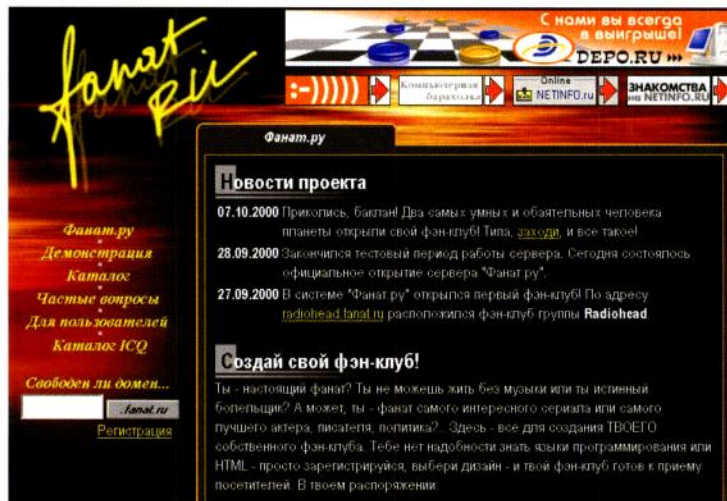 фанат
RU
С нами вы всегда
в выигрыше!
DEPO.RU
:-)))))
Компьютерная
барахолка
Online
NETINFO.ru
ЗНАКОМСТВА
на NETINFO.RU
Фанат.ру
Новости проекта
07.10.2000 Приколись, баклан! Два самых умных и обаятельных человека
планеты открыли свой фэн-клуб! Типа, заходи, и все такое!
28.09.2000 Закончился тестовый период работы сервера. Сегодня состоялось
официальное открытие сервера "Фанат.ру".
27.09.2000 В системе "Фанат.ру" открылся первый фэн-клуб! По адресу
radiohead.fanat.ru расположился фэн-клуб группы Radiohead.
Фанат.ру
Демонстрация
Каталог
Частые вопросы
Для пользователей
Каталог ICQ
Свободен ли домен...
.fanat.ru
Регистрация
Создай свой фэн-клуб!
Ты - настоящий фанат? Ты не можешь жить без музыки или ты истинный
болельщик? А может, ты - фанат самого интересного сериала или самого
лучшего актера, писателя, политика?.. Здесь - все для создания ТВОЕГО
собственного фэн-клуба. Тебе нет надобности знать языки программирования или
HTML - просто зарегистрируйся, выбери дизайн - и твой фэн-клуб готов к приему
посетителей. В твоем распоряжении: